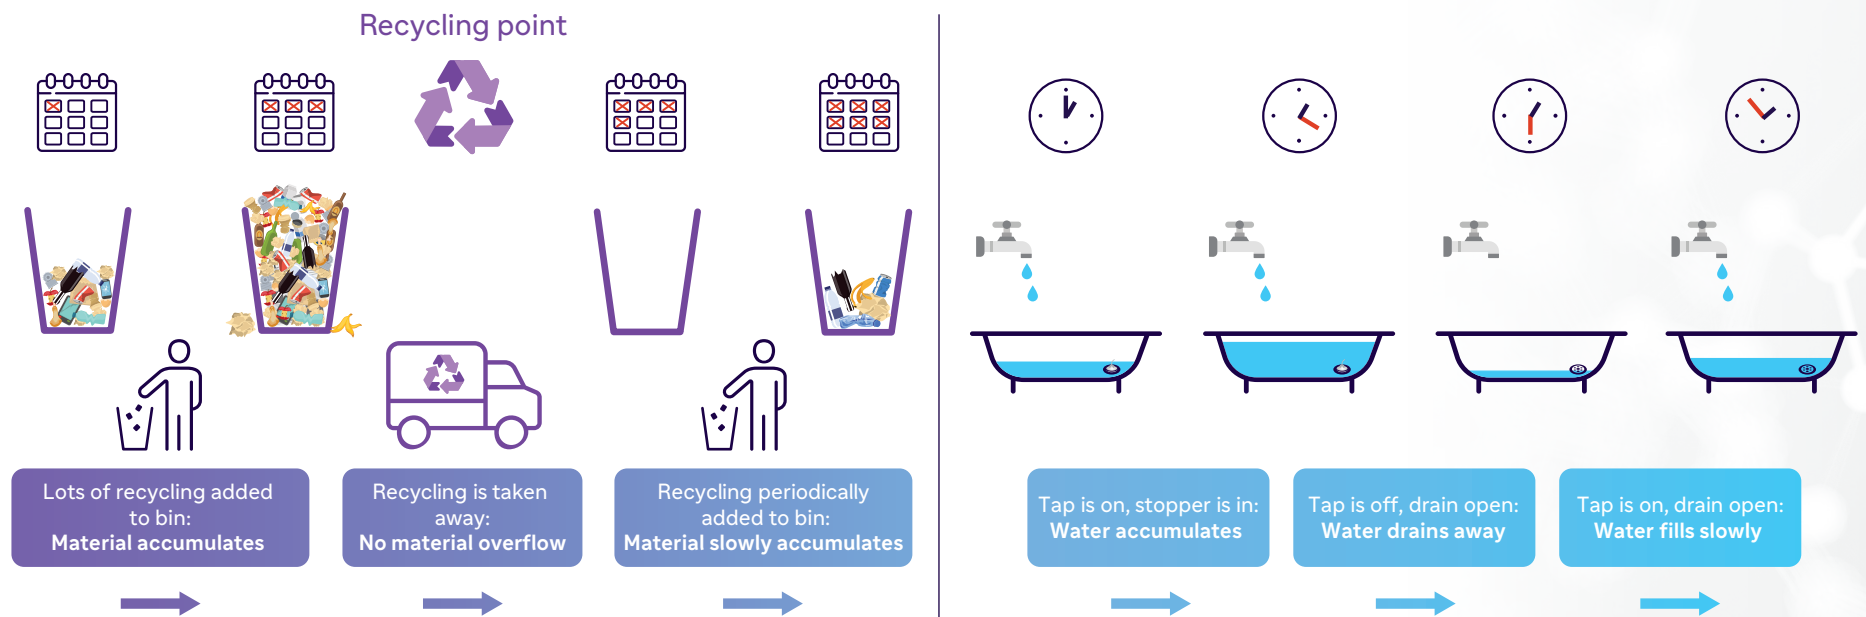 Recycling point
Lots of recycling added
to bin:
Material accumulates
Recycling is taken
away:
No material overflow
Recycling periodically
added to bin:
Material slowly accumulates
Tap is on, stopper is in:
Water accumulates
Tap is off, drain open:
Water drains away
Tap is on, drain open:
Water fills slowly